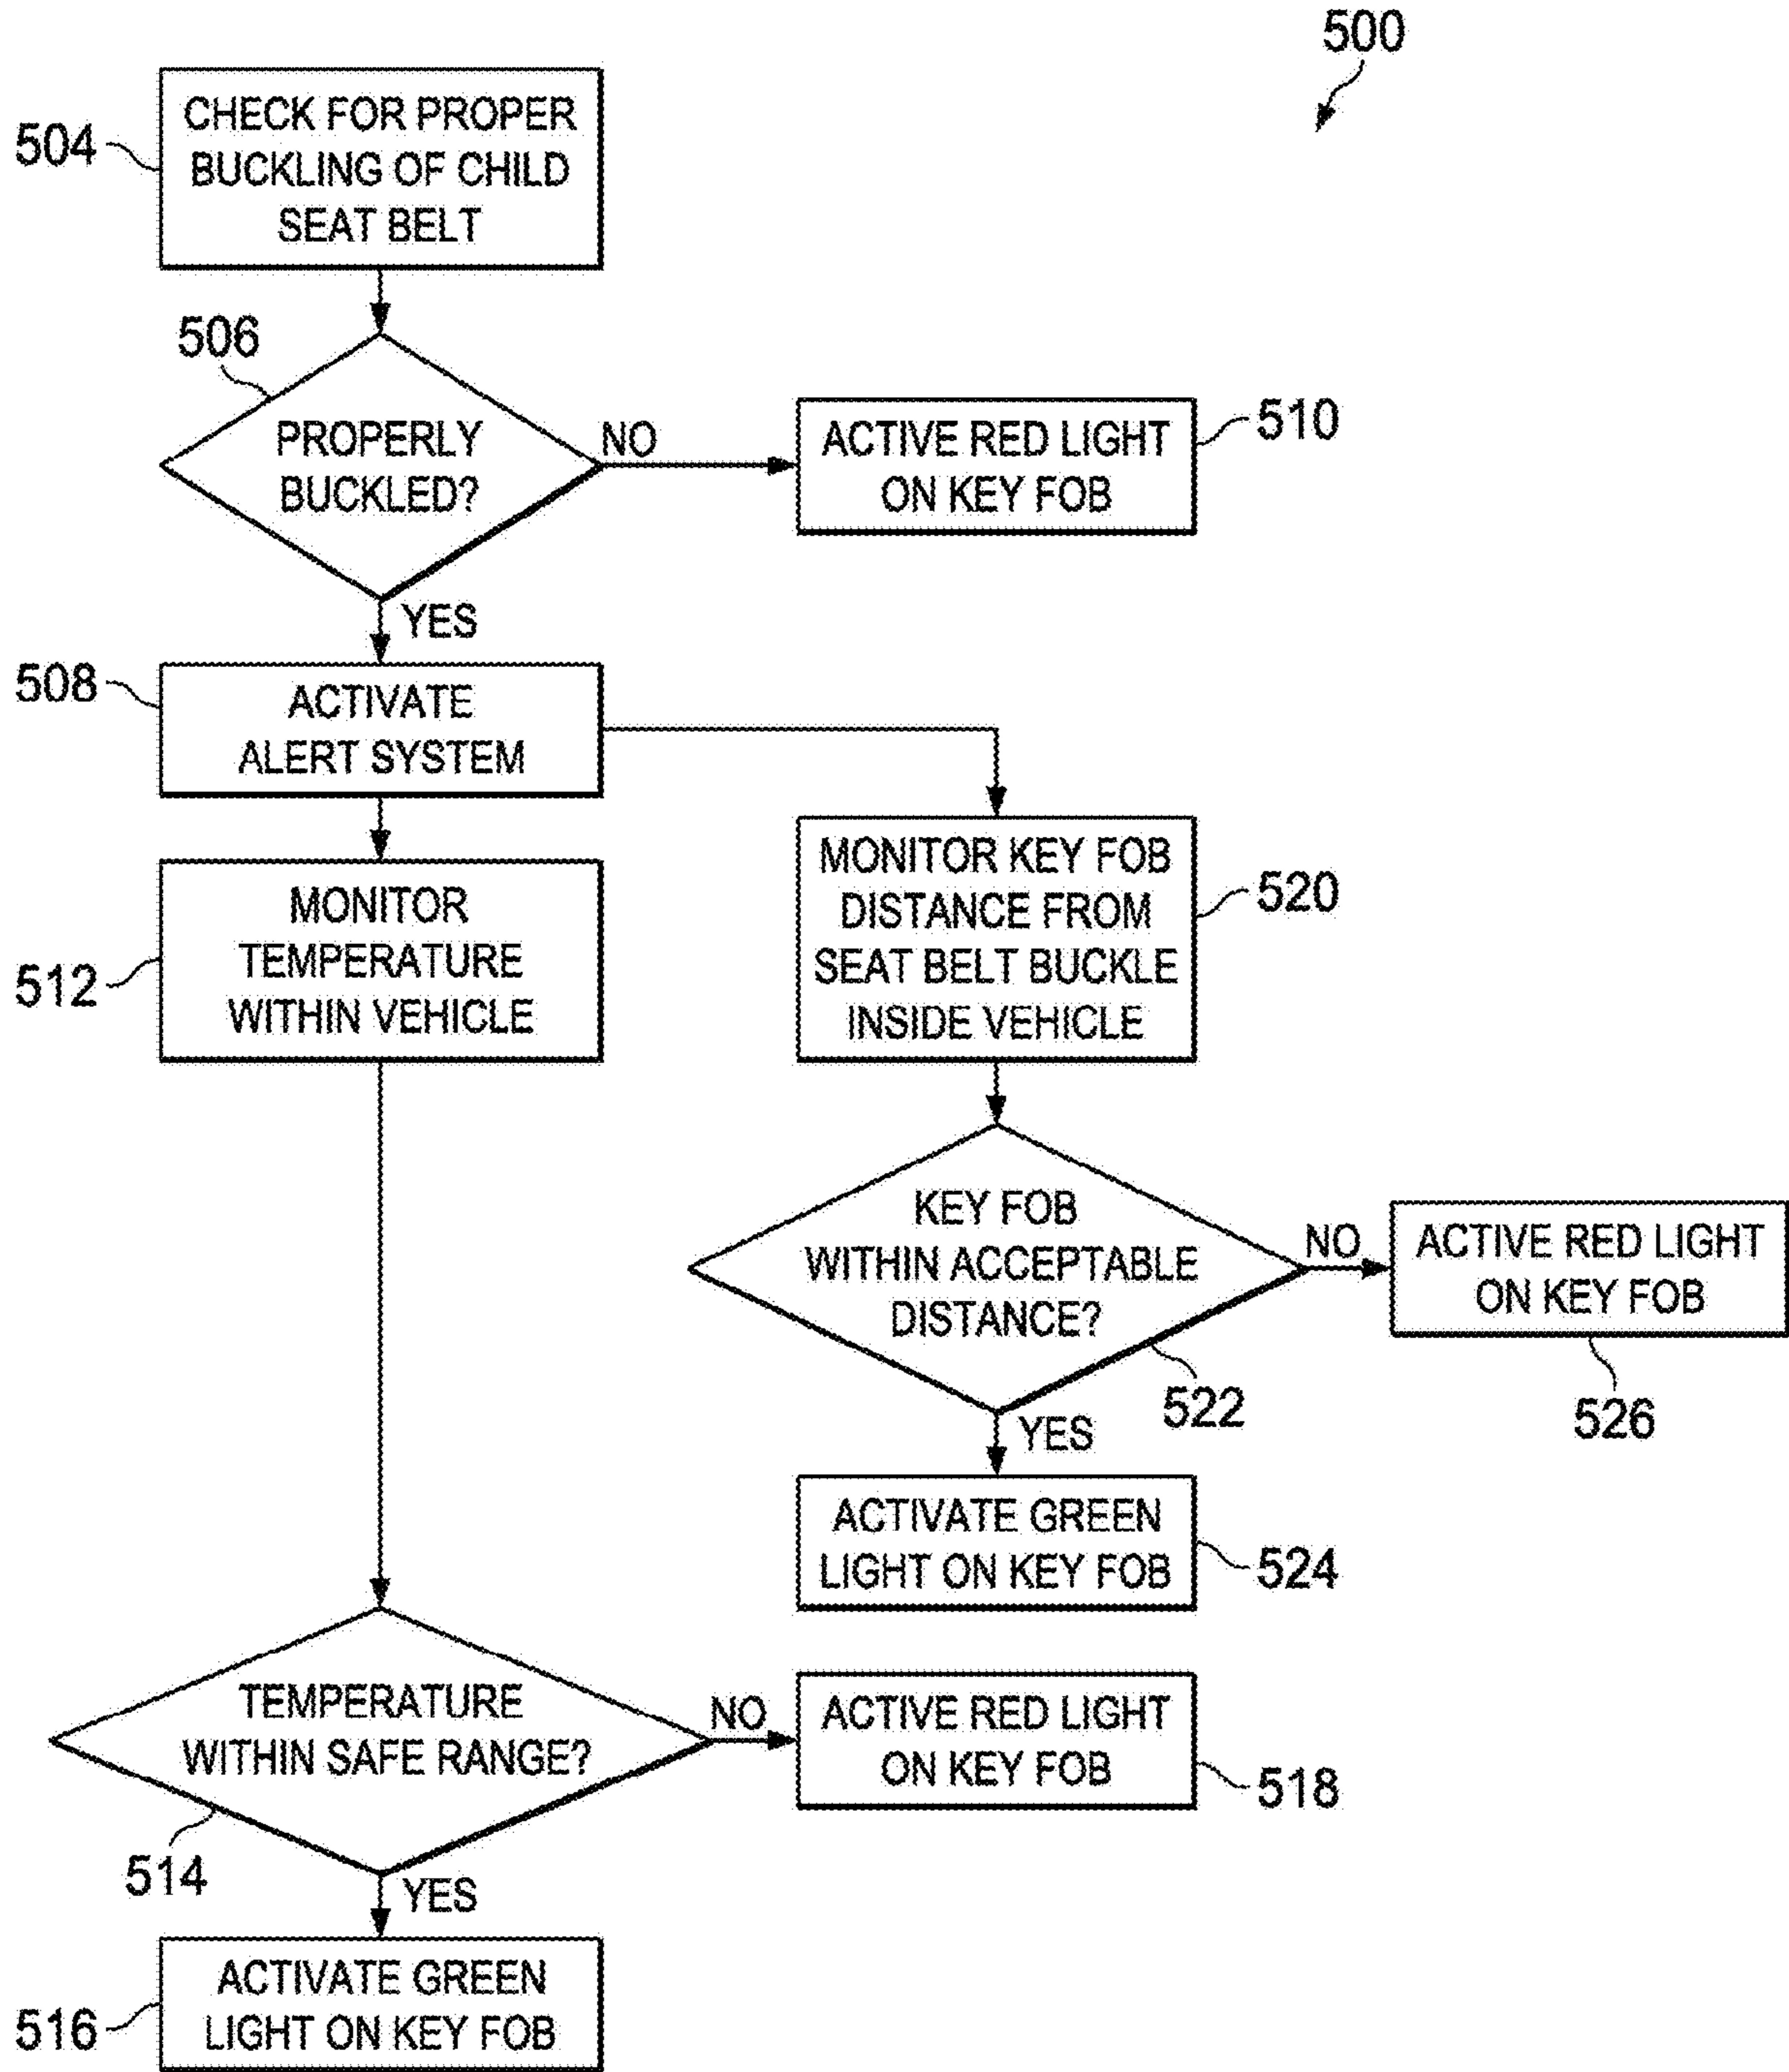 500
504
CHECK FOR PROPER
BUCKLING OF CHILD
SEAT BELT
506
PROPERLY
BUCKLED?
NO
ACTIVE RED LIGHT
ON KEY FOB
510
YES
508
ACTIVATE
ALERT SYSTEM
512
MONITOR
TEMPERATURE
WITHIN VEHICLE
MONITOR KEY FOB
DISTANCE FROM
SEAT BELT BUCKLE
INSIDE VEHICLE
520
KEY FOB
WITHIN ACCEPTABLE
DISTANCE?
522
NO
ACTIVE RED LIGHT
ON KEY FOB
526
YES
ACTIVATE GREEN
LIGHT ON KEY FOB
524
TEMPERATURE
WITHIN SAFE RANGE?
514
NO
ACTIVE RED LIGHT
ON KEY FOB
518
YES
516
ACTIVATE GREEN
LIGHT ON KEY FOB